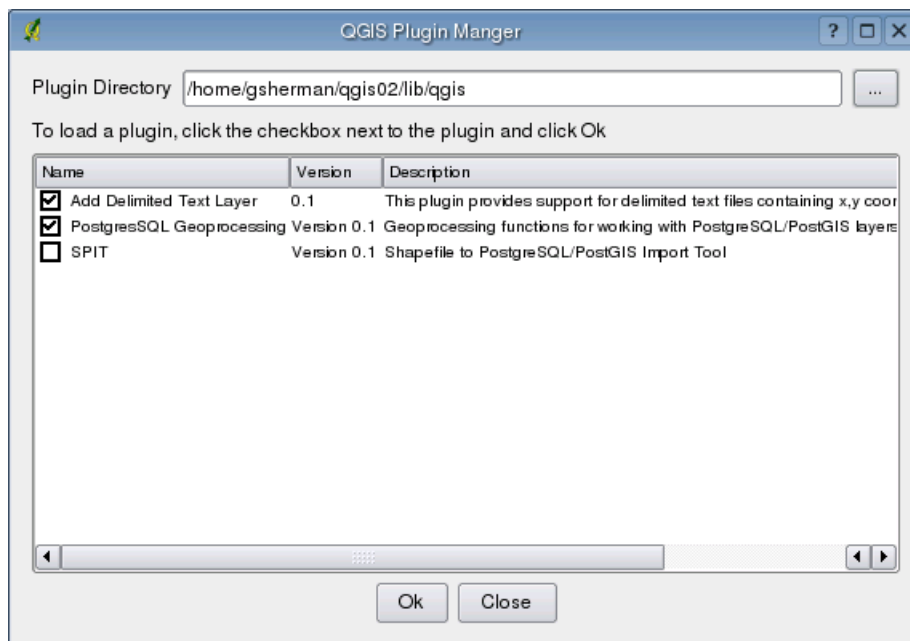 QGIS Plugin Manger
Plugin Directory /home/gsherman/qgis02/lib/qgis ...
To load a plugin, click the checkbox next to the plugin and click Ok
Name Version Description
Add Delimited Text Layer 0.1 This plugin provides support for delimited text files containing x,y coor
PostgresSQL Geoprocessing Version 0.1 Geoprocessing functions for working with PostgreSQL/PostGIS layers
SPIT Version 0.1 Shapefile to PostgreSQL/PostGIS Import Tool
Ok Close